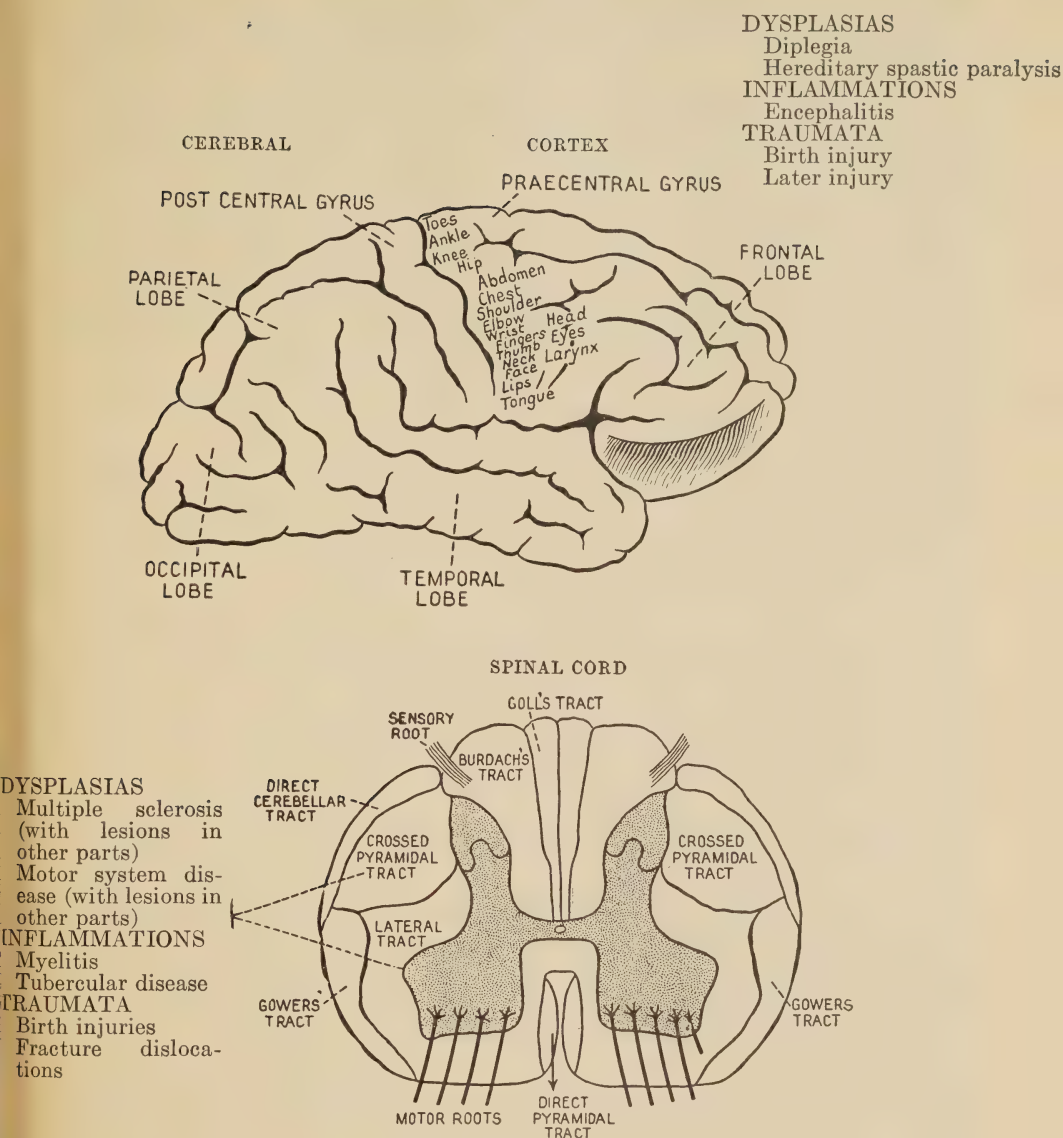 DYSPLASIAS
Diplegia
Hereditary spastic paralysis
INFLAMMATIONS
Encephalitis
TRAUMATA
Birth injury
Later injury
CEREBRAL CORTEX
POST CENTRAL GYRUS
PRAECENTRAL GYRUS
PARIETAL
LOBE
FRONTAL
LOBE
Toes
Ankle
Knee
Hip
Abdomen
Chest
Shoulder
Elbow
Wrist
Fingers
Thumb
Neck
Face
Lips
Tongue
Head
Eyes
Larynx
OCCIPITAL
LOBE
TEMPORAL
LOBE
SPINAL CORD
GOLL'S TRACT
SENSORY
ROOT
BURDACH'S
TRACT
DIRECT
CEREBELLAR
TRACT
CROSSED
PYRAMIDAL
TRACT
CROSSED
PYRAMIDAL
TRACT
LATERAL
TRACT
GOWERS'
TRACT
GOWERS
TRACT
MOTOR ROOTS
DIRECT
PYRAMIDAL
TRACT
DYSPLASIAS
Multiple sclerosis
(with lesions in
other parts)
Motor system dis-
ease (with lesions in
other parts)
INFLAMMATIONS
Myelitis
Tubercular disease
TRAUMATA
Birth injuries
Fracture disloca-
tions